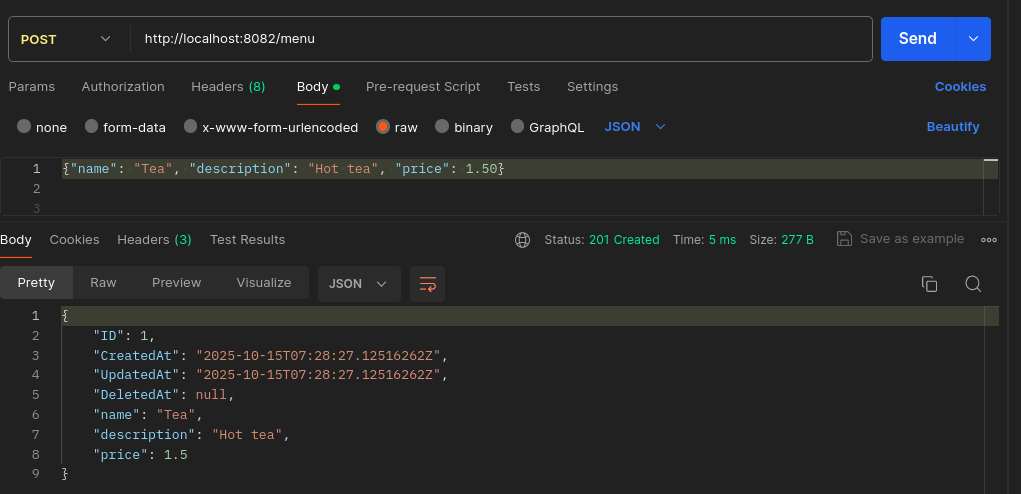 POST http://localhost:8082/menu Send
Params Authorization Headers (8) Body Pre-request Script Tests Settings Cookies
none form-data x-www-form-urlencoded raw binary GraphQL JSON Beautify
1 {"name": "Tea", "description": "Hot tea", "price": 1.50}
2
3
Body Cookies Headers (3) Test Results Status: 201 Created Time: 5 ms Size: 277 B Save as example
Pretty Raw Preview Visualize JSON
1 {
2 "ID": 1,
3 "CreatedAt": "2025-10-15T07:28:27.12516262Z",
4 "UpdatedAt": "2025-10-15T07:28:27.12516262Z",
5 "DeletedAt": null,
6 "name": "Tea",
7 "description": "Hot tea",
8 "price": 1.5
9 }